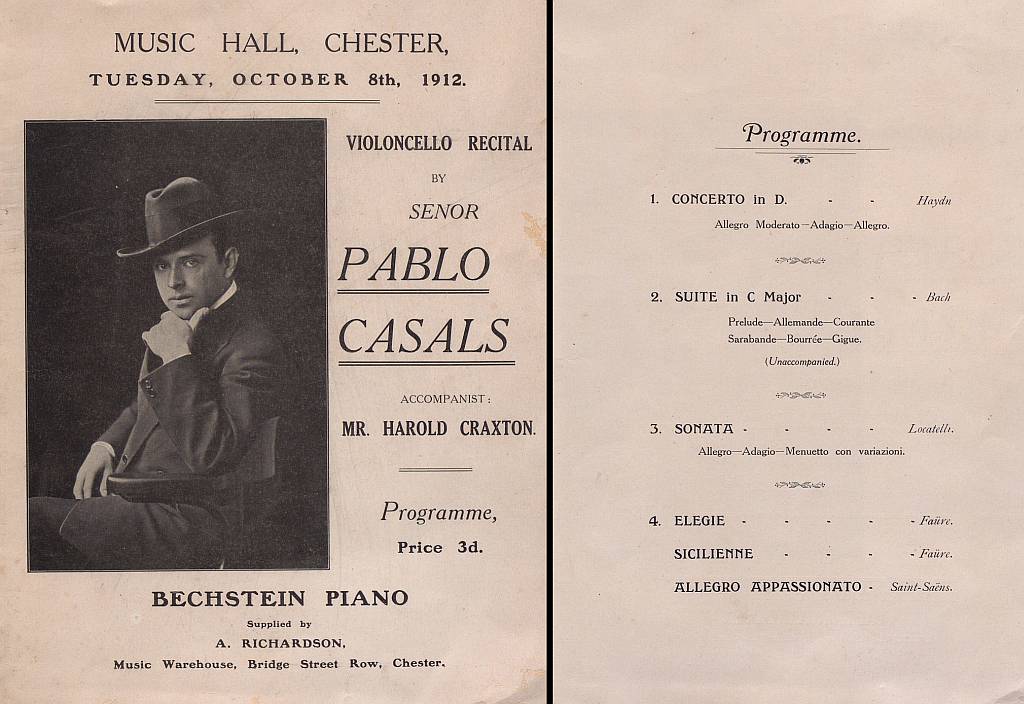 MUSIC HALL, CHESTER,
TUESDAY, OCTOBER 8th, 1912.
VIOLONCELLO RECITAL
BY
SENOR
PABLO
CASALS
ACCOMPANIST:
MR. HAROLD CRAXTON.
Programme,
Price 3d.
BECHSTEIN PIANO
Supplied by
A. RICHARDSON,
Music Warehouse, Bridge Street Row, Chester.
Programme.
1. CONCERTO in D. - - Haydn
Allegro Moderato—Adagio—Allegro.
2. SUITE in C Major - - - Bach
Prelude—Allemande—Courante
Sarabande—Bourrée—Gigue.
(Unaccompanied.)
3. SONATA - - - - Locatelli.
Allegro—Adagio—Menuetto con variazioni.
4. ELEGIE - - - - - Faüre.
SICILIENNE - - - - Faüre.
ALLEGRO APPASSIONATO - Saint-Saëns.